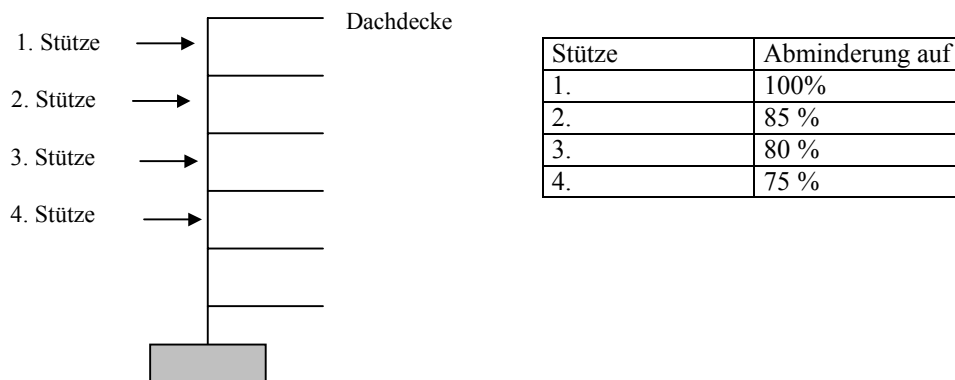 Dachdecke
1. Stütze
2. Stütze
3. Stütze
4. Stütze
Stütze Abminderung auf
1. 100%
2. 85 %
3. 80 %
4. 75 %